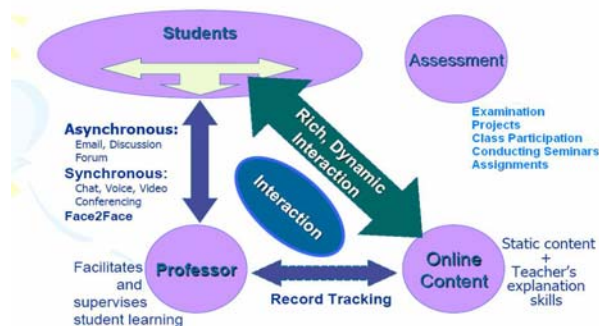 Students
Assessment
Examination
Projects
Class Participation
Conducting Seminars
Assignments
Asynchronous:
Email, Discussion
Forum
Synchronous:
Chat, Voice, Video
Conferencing
Face2Face
Rich, Dynamic
Interaction
Interaction
Professor
Facilitates
and
supervises
student learning
Record Tracking
Online
Content
Static content
+
Teacher's
explanation
skills